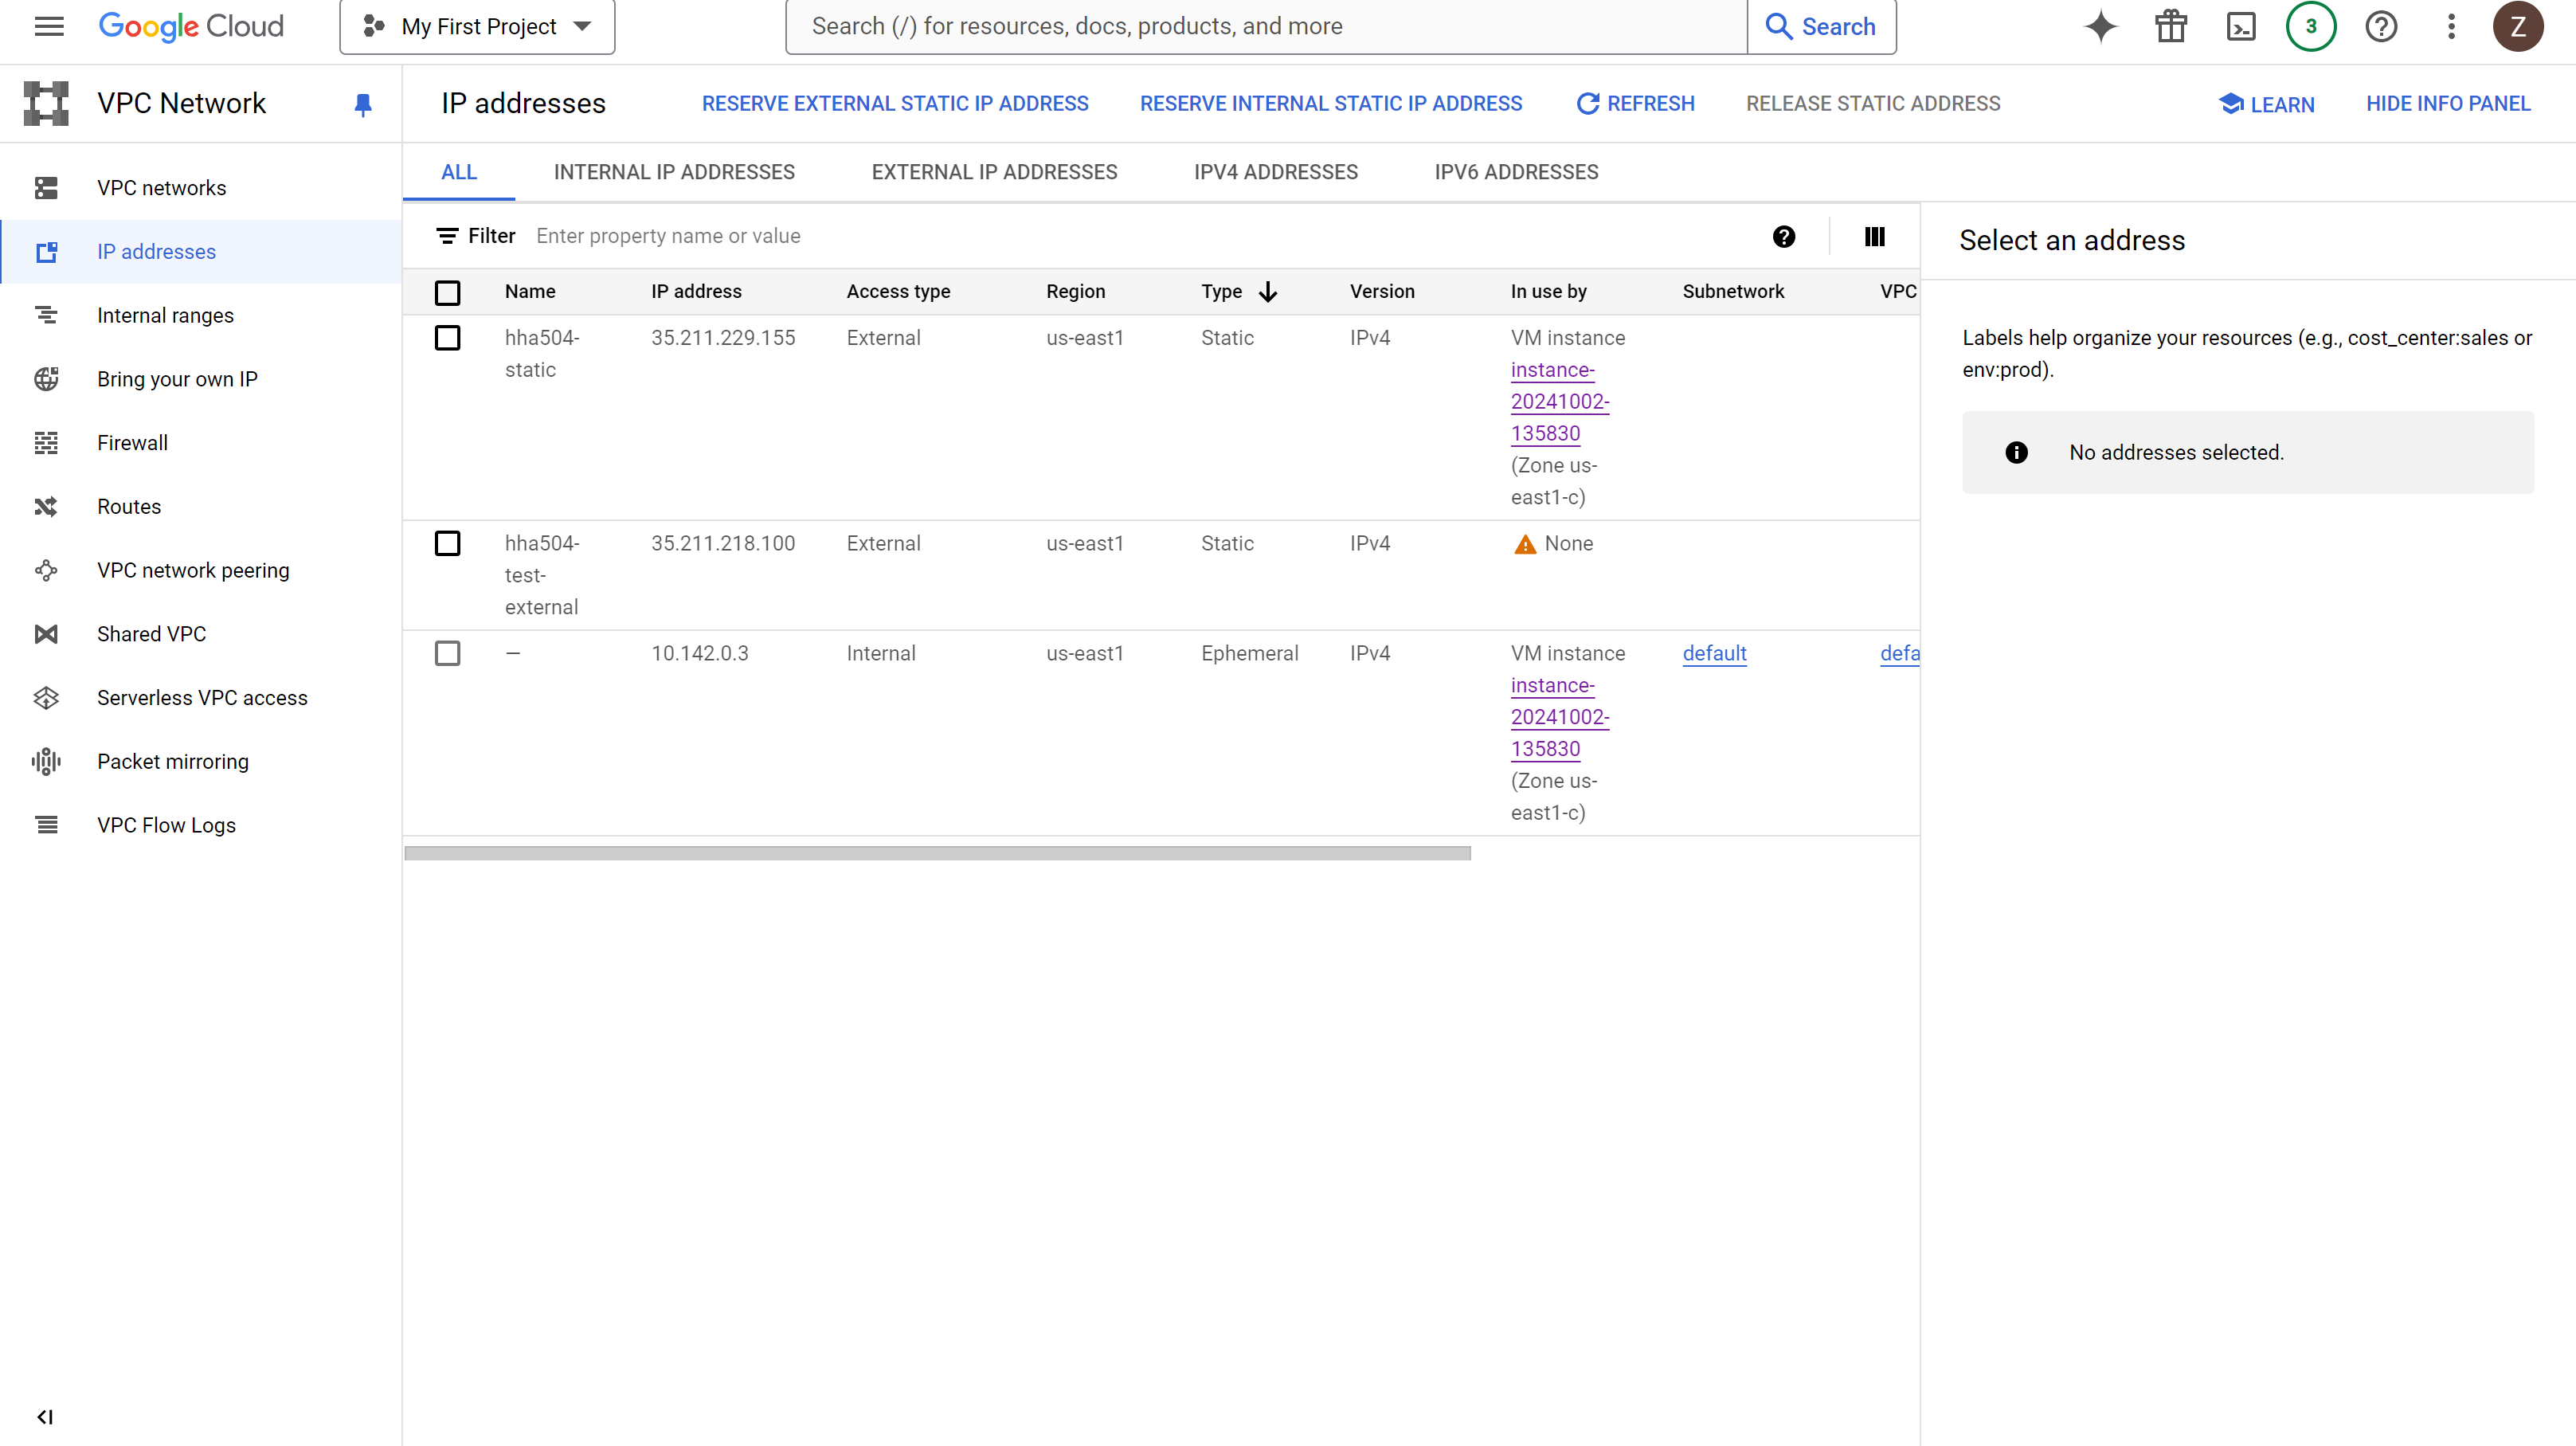 Google Cloud
My First Project
Search (/) for resources, docs, products, and more
Search
3
Z
VPC Network
IP addresses
RESERVE EXTERNAL STATIC IP ADDRESS
RESERVE INTERNAL STATIC IP ADDRESS
REFRESH
RELEASE STATIC ADDRESS
LEARN
HIDE INFO PANEL
VPC networks
IP addresses
Internal ranges
Bring your own IP
Firewall
Routes
VPC network peering
Shared VPC
Serverless VPC access
Packet mirroring
VPC Flow Logs
ALL
INTERNAL IP ADDRESSES
EXTERNAL IP ADDRESSES
IPV4 ADDRESSES
IPV6 ADDRESSES
Filter Enter property name or value
Name IP address Access type Region Type Version In use by Subnetwork VPC
hha504- 35.211.229.155 External us-east1 Static IPv4 VM instance
static instance-
20241002-
135830
(Zone us-
east1-c)
hha504- 35.211.218.100 External us-east1 Static IPv4 None
test-
external
— 10.142.0.3 Internal us-east1 Ephemeral IPv4 VM instance default defa
instance-
20241002-
135830
(Zone us-
east1-c)
Select an address
Labels help organize your resources (e.g., cost_center:sales or
env:prod).
No addresses selected.